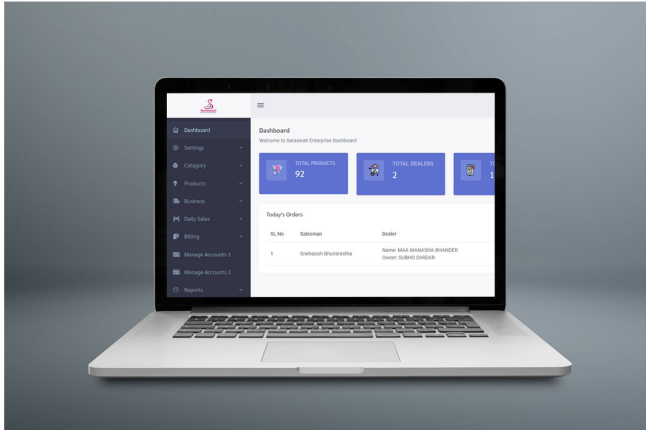 Dashboard
Settings
Category
Products
Business
Daily Sales
Billing
Manage Accounts 1
Manage Accounts 2
Reports
Dashboard
Welcome to Saraswati Enterprise Dashboard
TOTAL PRODUCTS
92
TOTAL DEALERS
2
Today's Orders
SL.No Salesman Dealer
1 Snehasish Bhunsrestha Name: MAA MANASHA BHANDER
Owner: SUBHO SARDAR